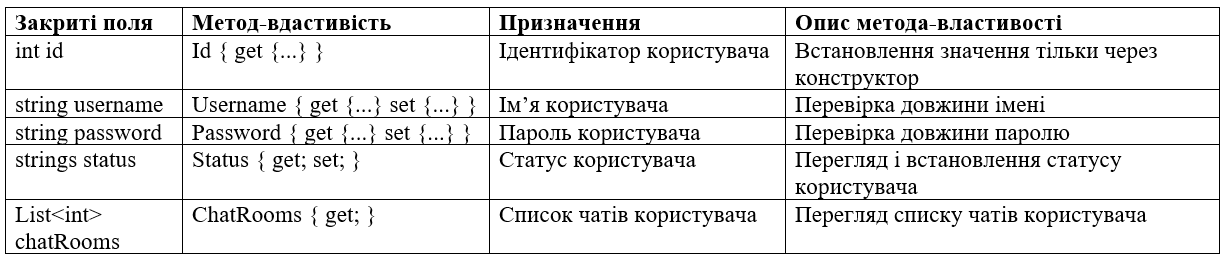 Закриті поля Метод-вдастивість Призначення Опис метода-властивості
int id Id { get {...} } Ідентифікатор користувача Встановлення значення тільки через
конструктор
string username Username { get {...} set {...} } Ім’я користувача Перевірка довжини імені
string password Password { get {...} set {...} } Пароль користувача Перевірка довжини паролю
strings status Status { get; set; } Статус користувача Перегляд і встановлення статусу
користувача
List<int> ChatRooms { get; } Список чатів користувача Перегляд списку чатів користувача
chatRooms